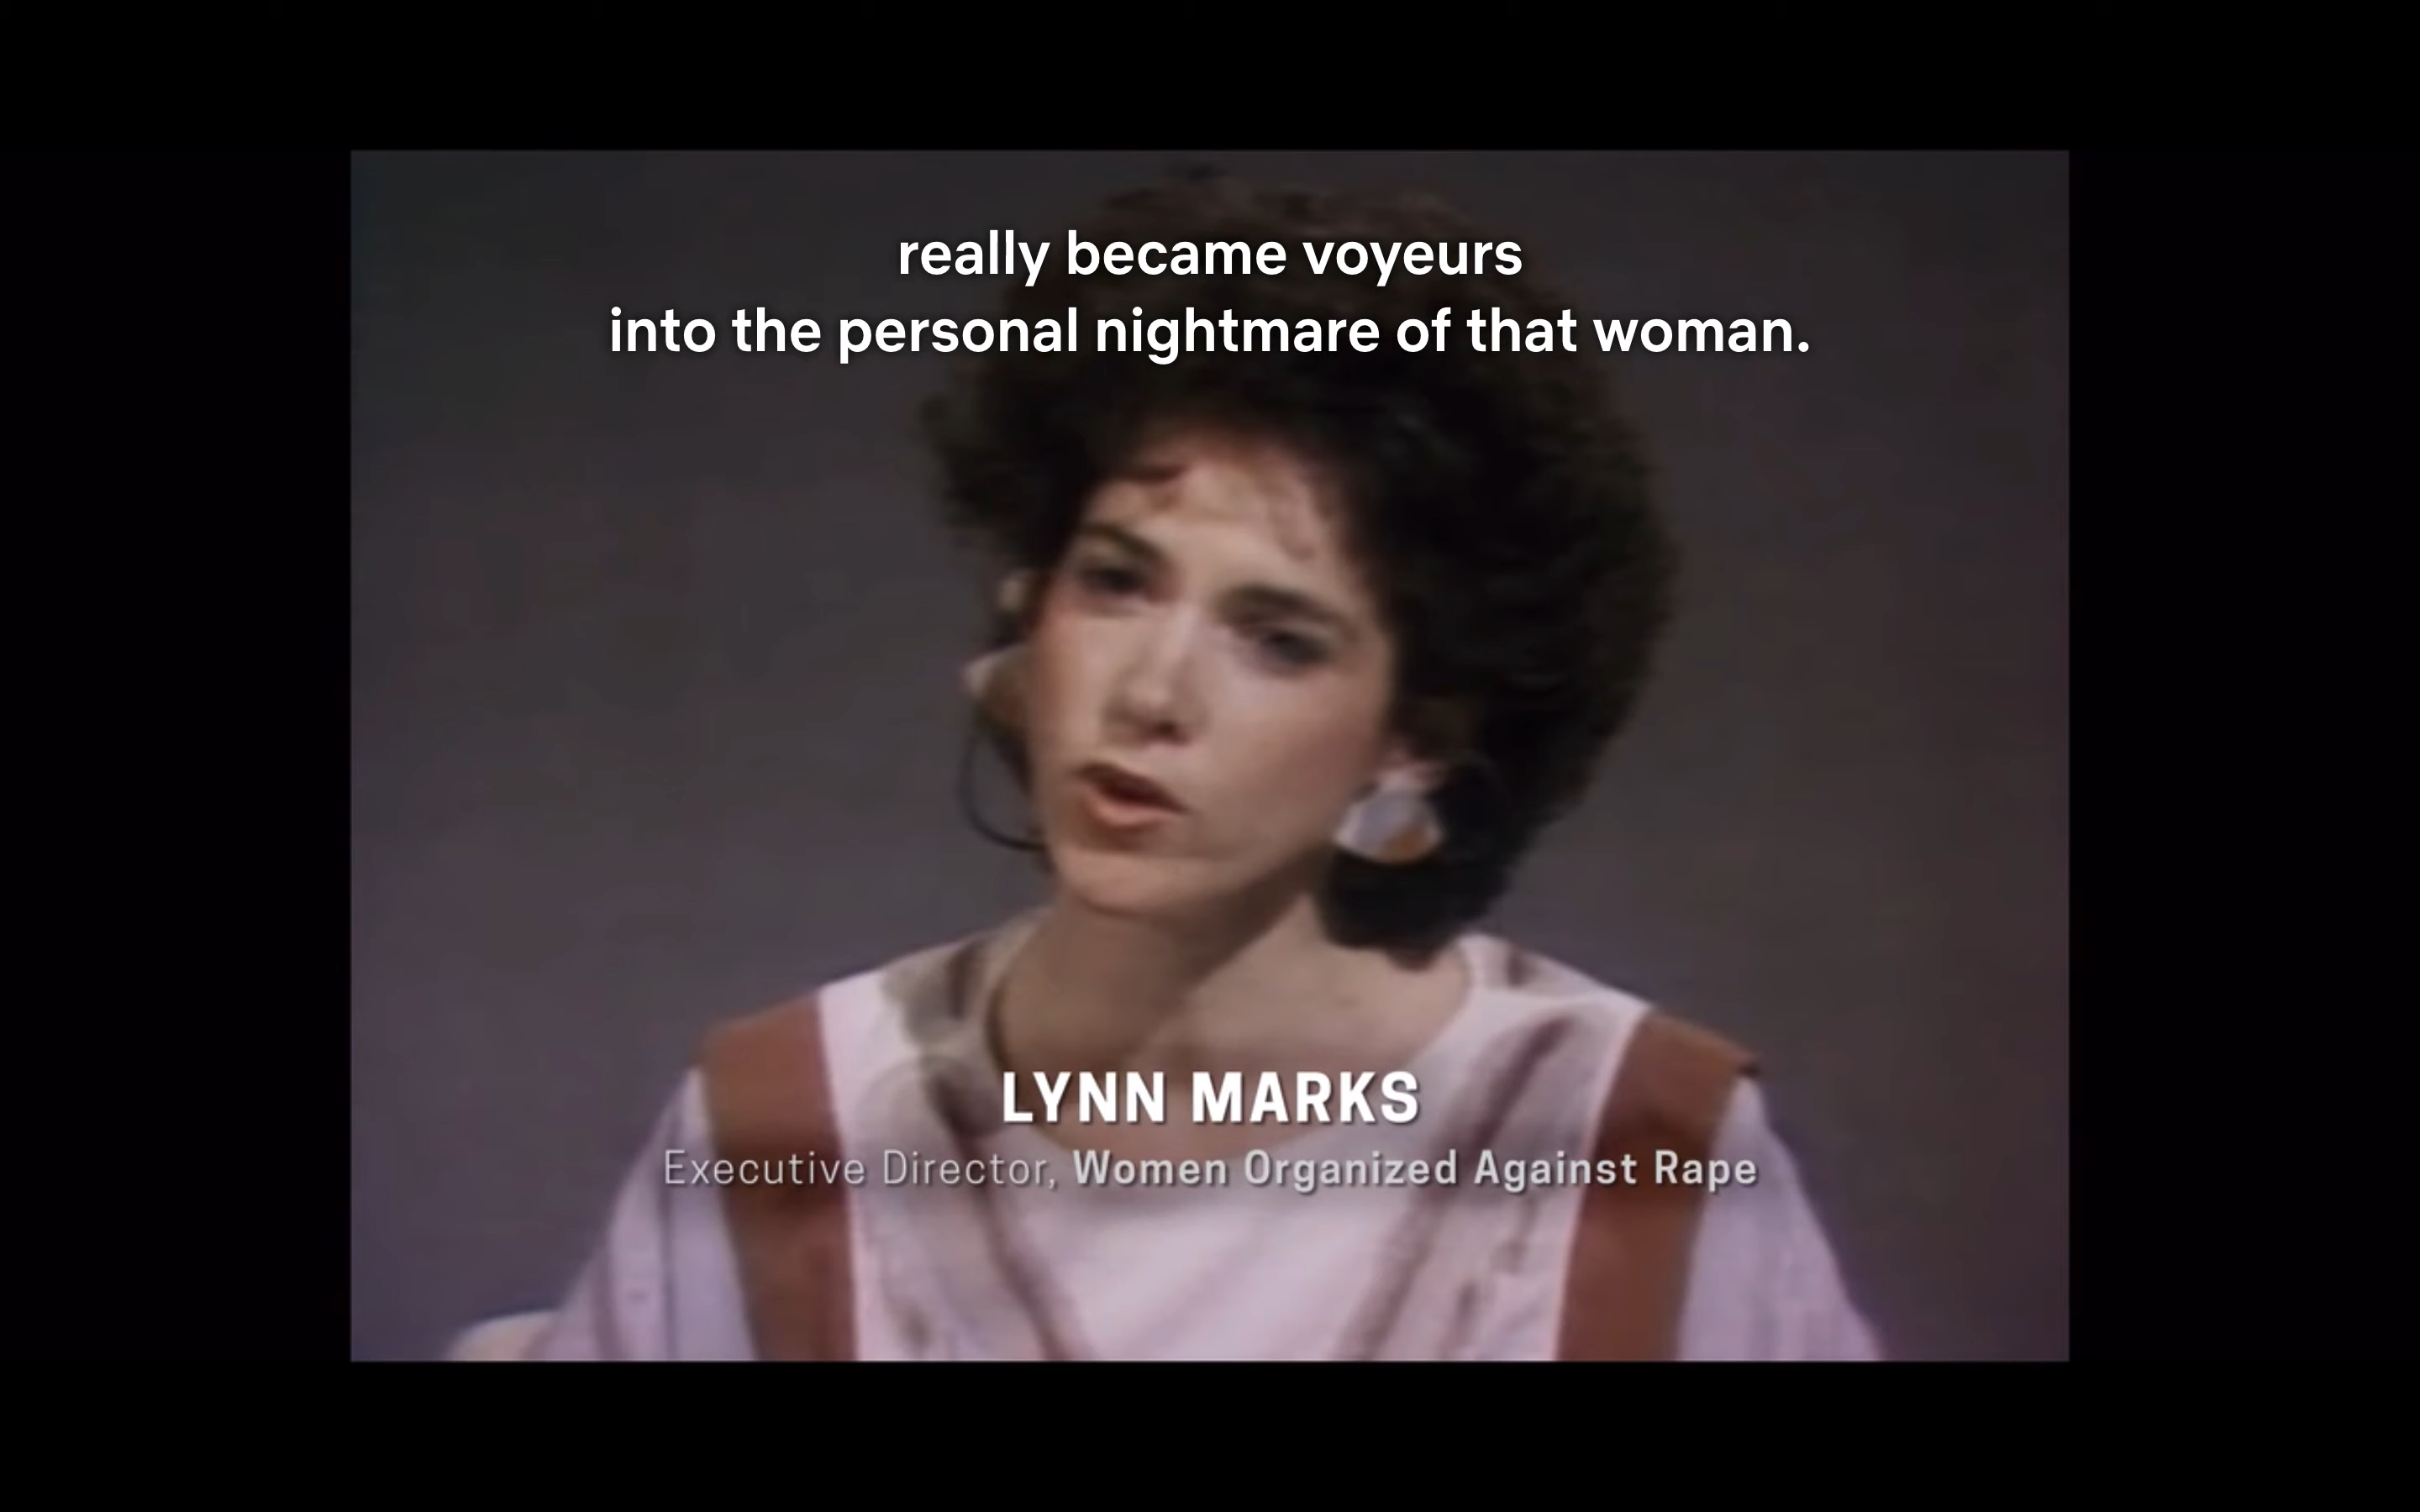 really became voyeurs
into the personal nightmare of that woman.
LYNN MARKS
Executive Director, Women Organized Against Rape